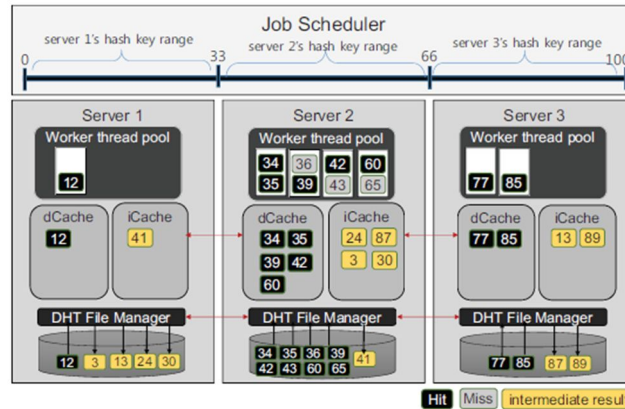 Job Scheduler
server 1's hash key range
server 2's hash key range
server 3's hash key range
0 33 66 100
Server 1
Worker thread pool
12
dCache
iCache
12
41
DHT File Manager
12 3 13 24 30
Server 2
Worker thread pool
34 36 42 60
35 39 43 65
dCache
iCache
34 35
39 42
60
24 87
3 30
DHT File Manager
34 35 36 39
42 43 60 65
41
Server 3
Worker thread pool
77 85
dCache
iCache
77 85
13 89
DHT File Manager
77 85 87 89
Hit Miss intermediate result